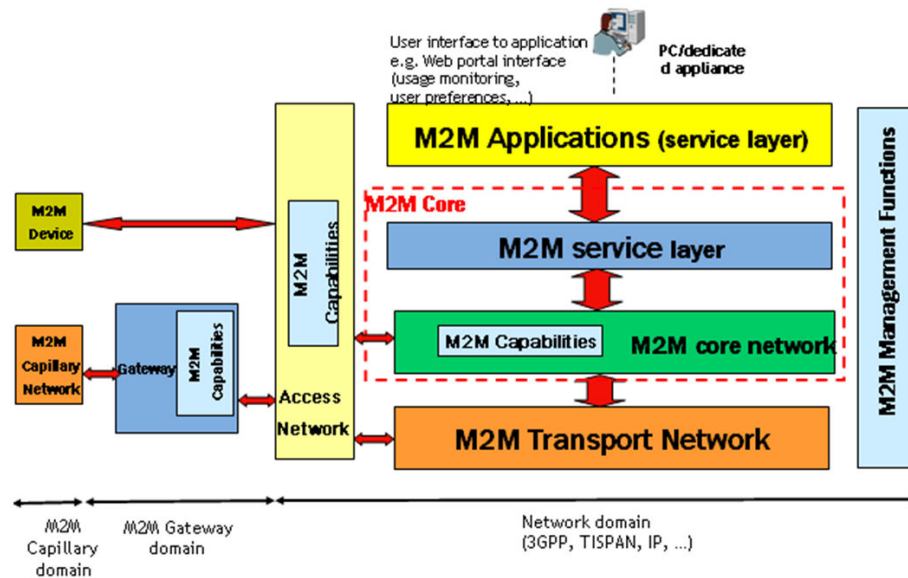 User interface to application
e.g. Web portal interface
(usage monitoring,
user preferences, ...)
PC/dedicate
d appliance
M2M Applications (service layer)
M2M Core
M2M
Device
M2M
Capabilities
M2M service layer
M2M Management Functions
M2M
Capillary
Network
Gateway
M2M
Capabilities
M2M Capabilities
M2M core network
Access
Network
M2M Transport Network
M2M
Capillary
domain
M2M Gateway
domain
Network domain
(3GPP, TISPAN, IP, ...)